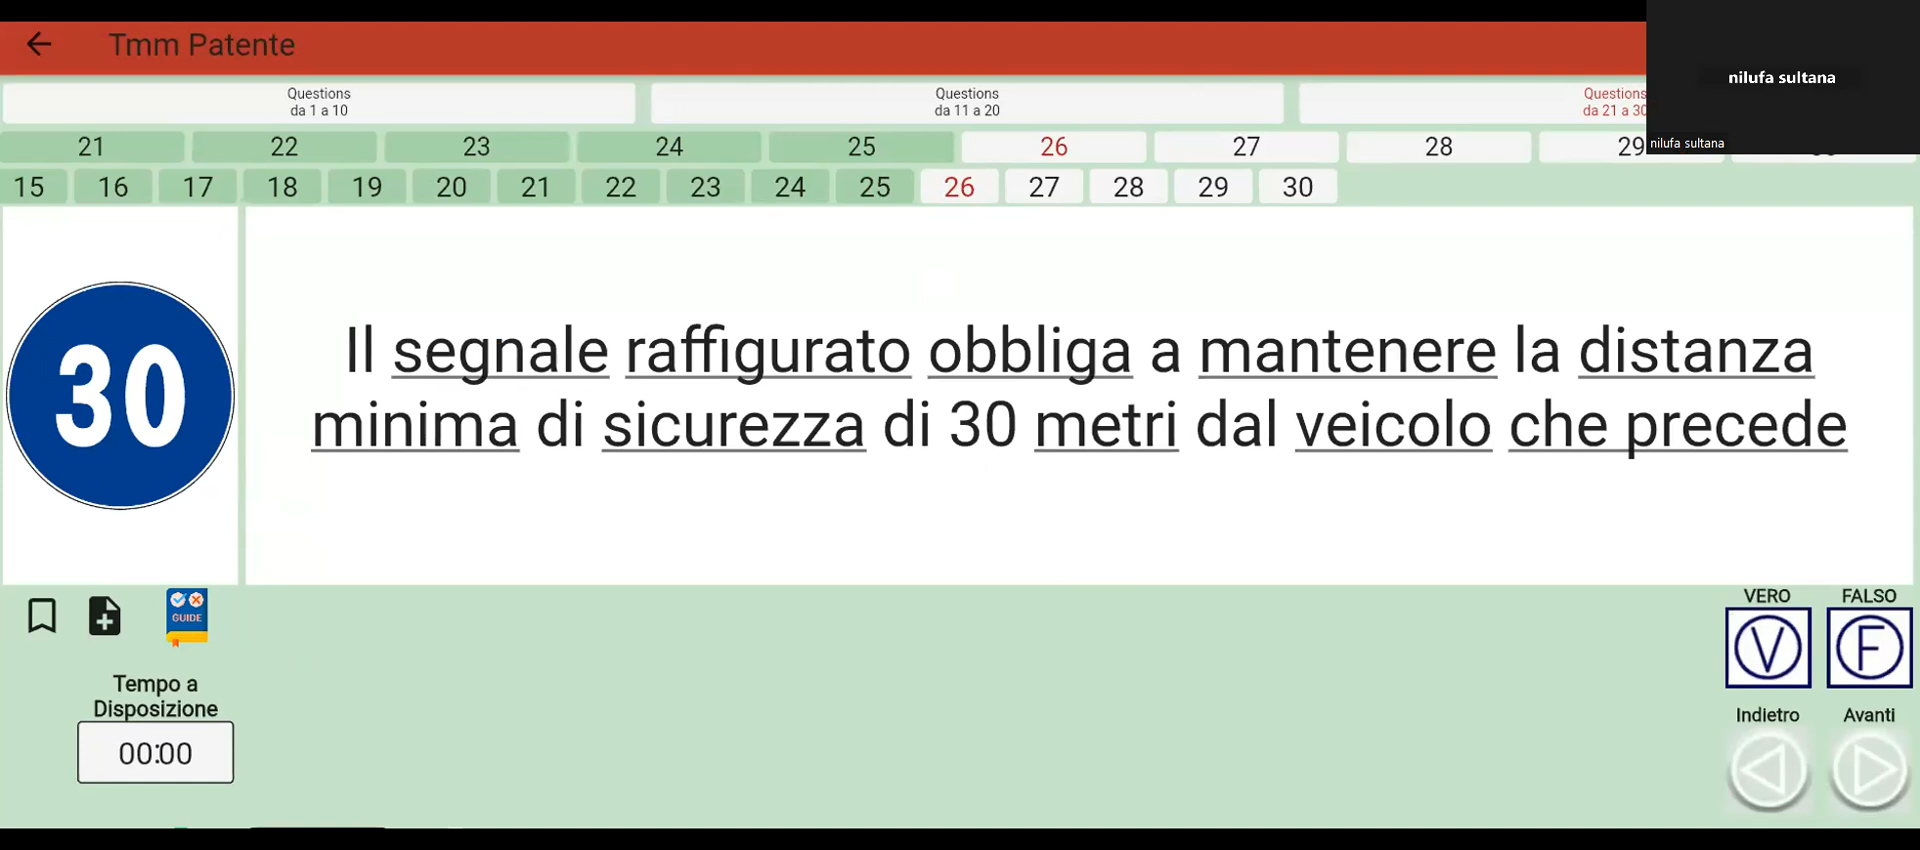 Tmm Patente
nilufa sultana
nilufa sultana
Questions
da 1 a 10
Questions
da 11 a 20
Questions
da 21 a 30
21 22 23 24 25 26 27 28 29
15 16 17 18 19 20 21 22 23 24 25 26 27 28 29 30
30
Il segnale raffigurato obbliga a mantenere la distanza
minima di sicurezza di 30 metri dal veicolo che precede
GUIDE
VERO FALSO
V F
Tempo a
Disposizione
00:00
Indietro Avanti